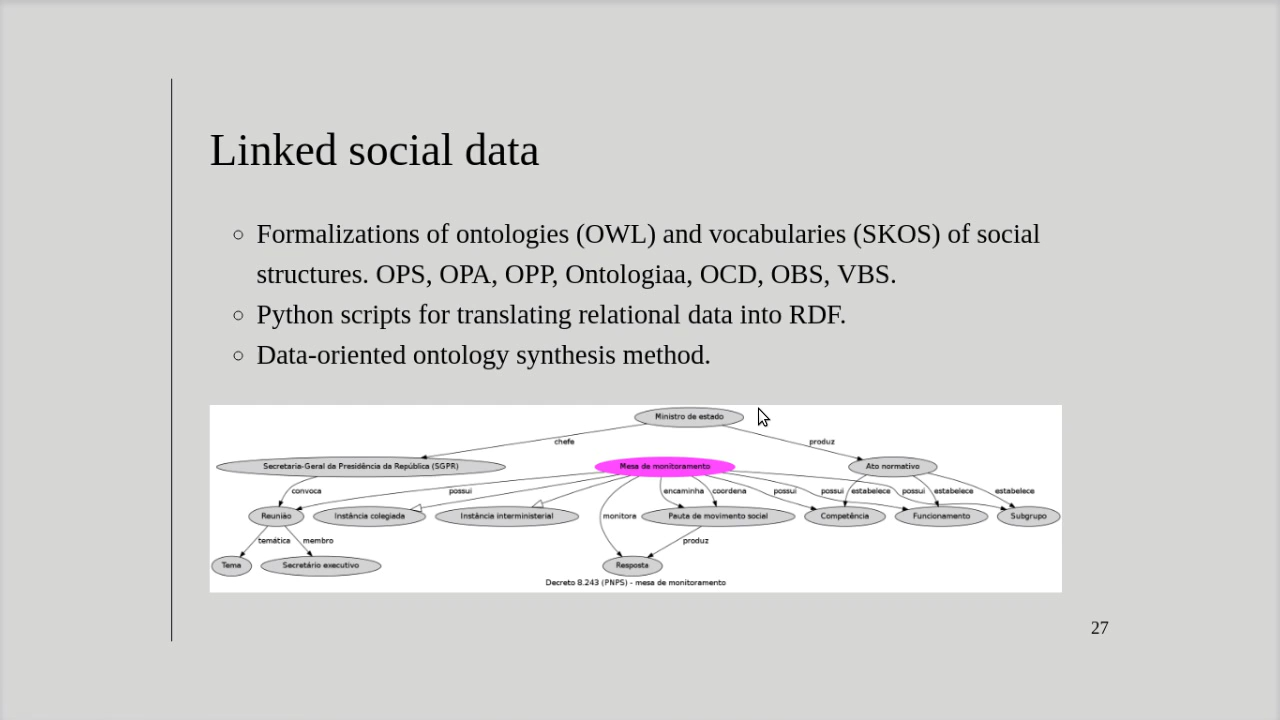 Linked social data
Formalizations of ontologies (OWL) and vocabularies (SKOS) of social
structures. OPS, OPA, OPP, Ontologiaa, OCD, OBS, VBS.
Python scripts for translating relational data into RDF.
Data-oriented ontology synthesis method.
Ministro de estado
chefe produz
Secretaria-Geral da Presidência da República (SGPR) Mesa de monitoramento Ato normativo
convoca possui encaminha coordena possui possui estabelece possui estabelece estabelece
Reunião Instância colegiada Instância interministerial monitora Pauta de movimento social Competência Funcionamento Subgrupo
temática membro produz
Tema Secretário executivo Resposta
Decreto 8.243 (PNPS) - mesa de monitoramento
27